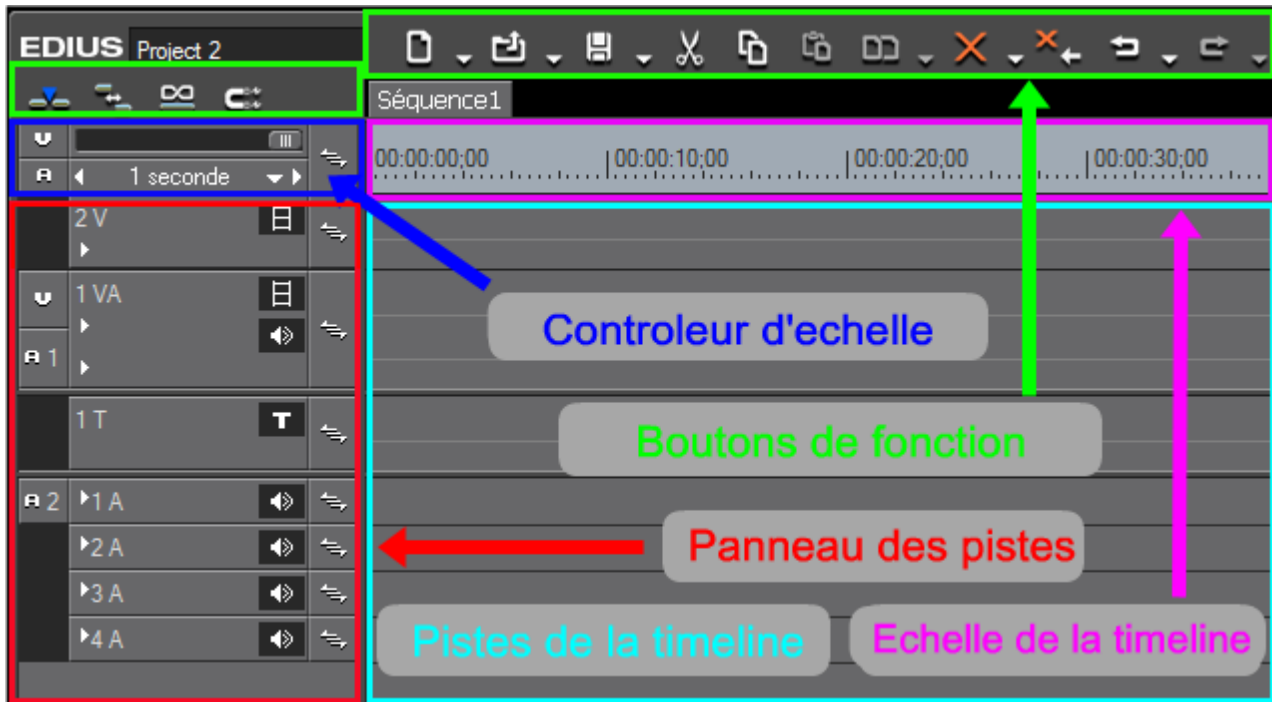 EDIUS Project 2
Séquence1
1 seconde
00:00:00;00 00:00:10;00 00:00:20;00 00:00:30;00
2 V
1 VA
A 1
Controleur d'echelle
1 T
T
Boutons de fonction
A 2 1 A
Panneau des pistes
2 A
3 A
4 A
Pistes de la timeline
Echelle de la timeline